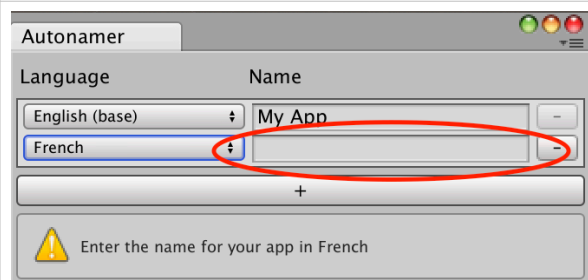 Autonamer
Language Name
English (base) My App -
French -
+
Enter the name for your app in French